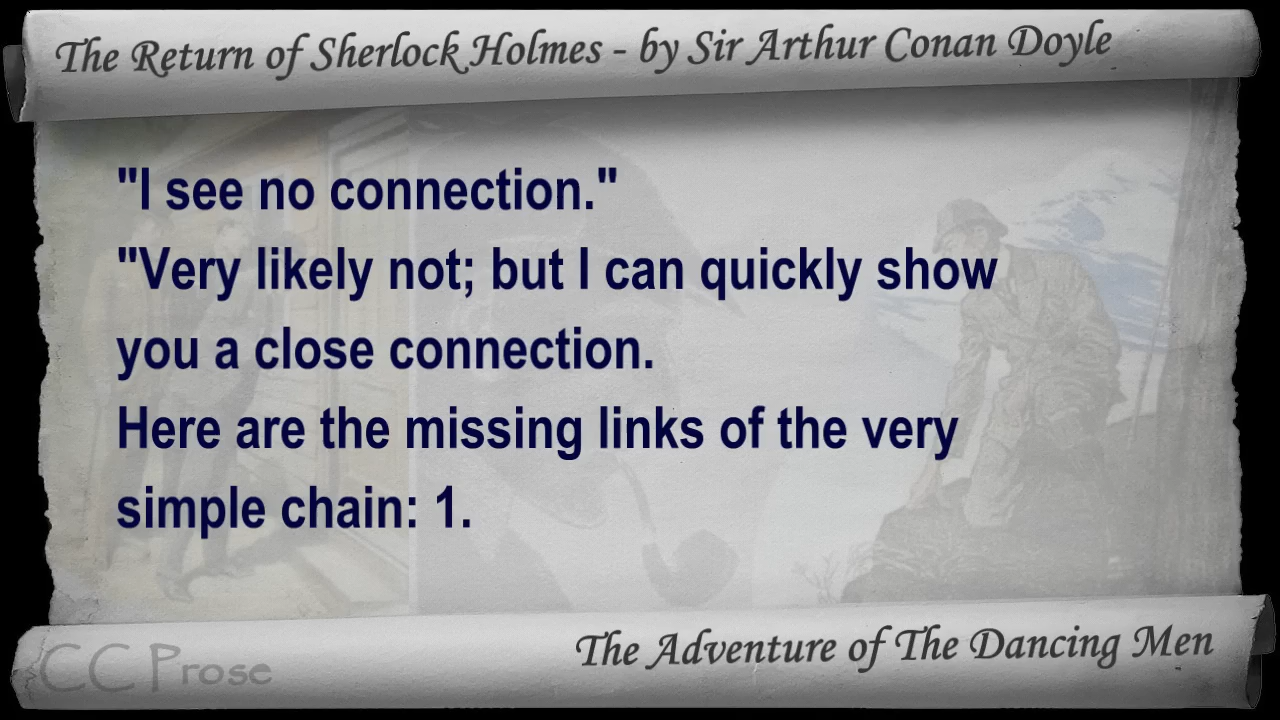 The Return of Sherlock Holmes - by Sir Arthur Conan Doyle
"I see no connection."
"Very likely not; but I can quickly show
you a close connection.
Here are the missing links of the very
simple chain: 1.
The Adventure of The Dancing Men
CC Prose